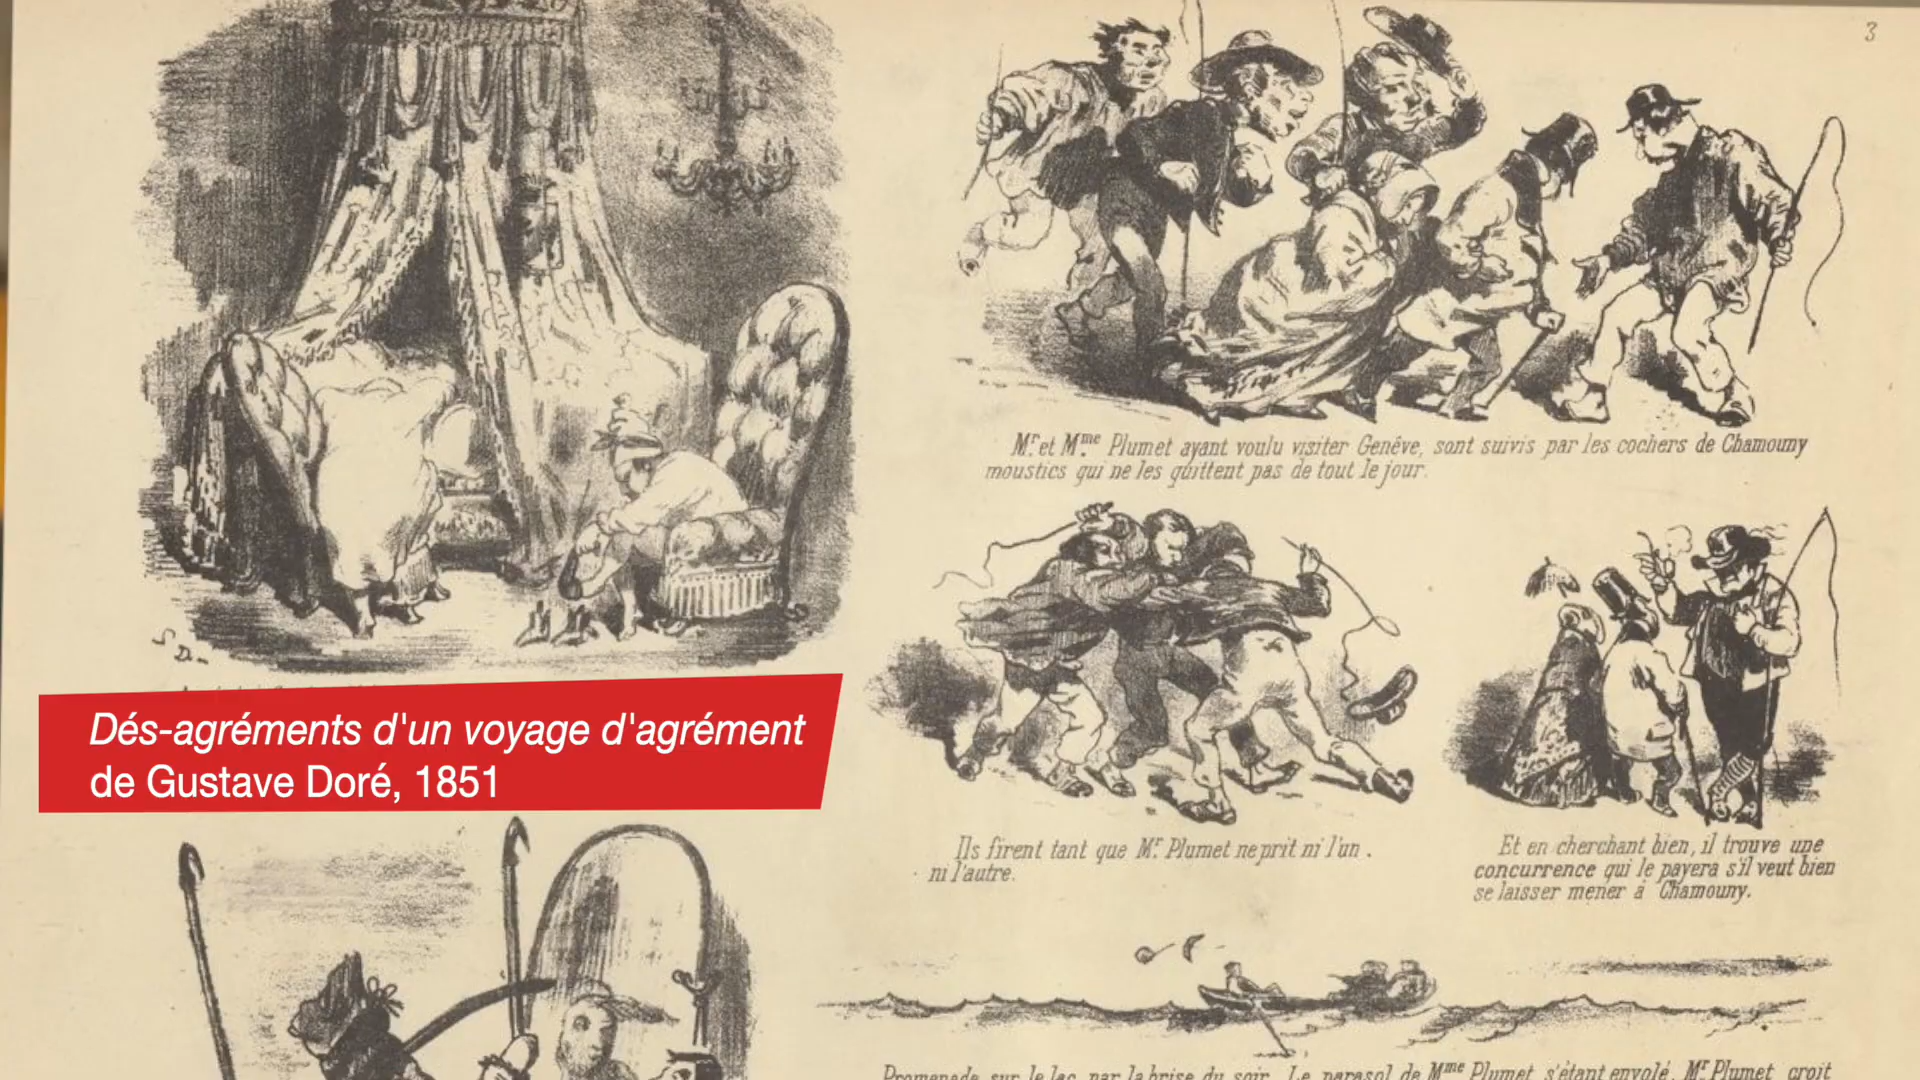 3
Mr. et Mme. Plumet ayant voulu visiter Genêve, sont suivis par les cochers de Chamouny
moustics qui ne les quittent pas de tout le jour.
Dés-agréments d'un voyage d'agrément
de Gustave Doré, 1851
Ils firent tant que Mr. Plumet ne prit ni l'un.
ni l'autre.
Et en cherchant bien, il trouve une
concurrence qui le payera s'il veut bien
se laisser mener à Chamouny.
Promenade sur le lac par la brise du soir. Le parasol de Mme Plumet s'étant envolé, Mr. Plumet croit